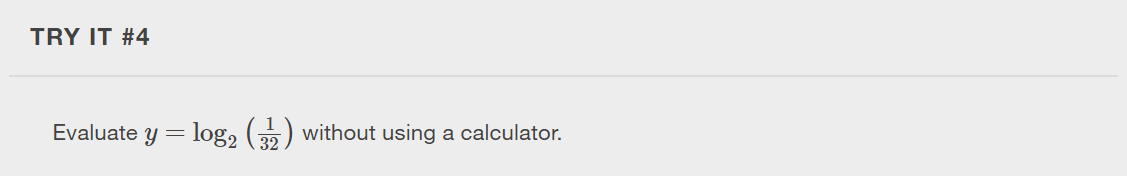 TRY IT #4
Evaluate y = log₂ (1/32) without using a calculator.